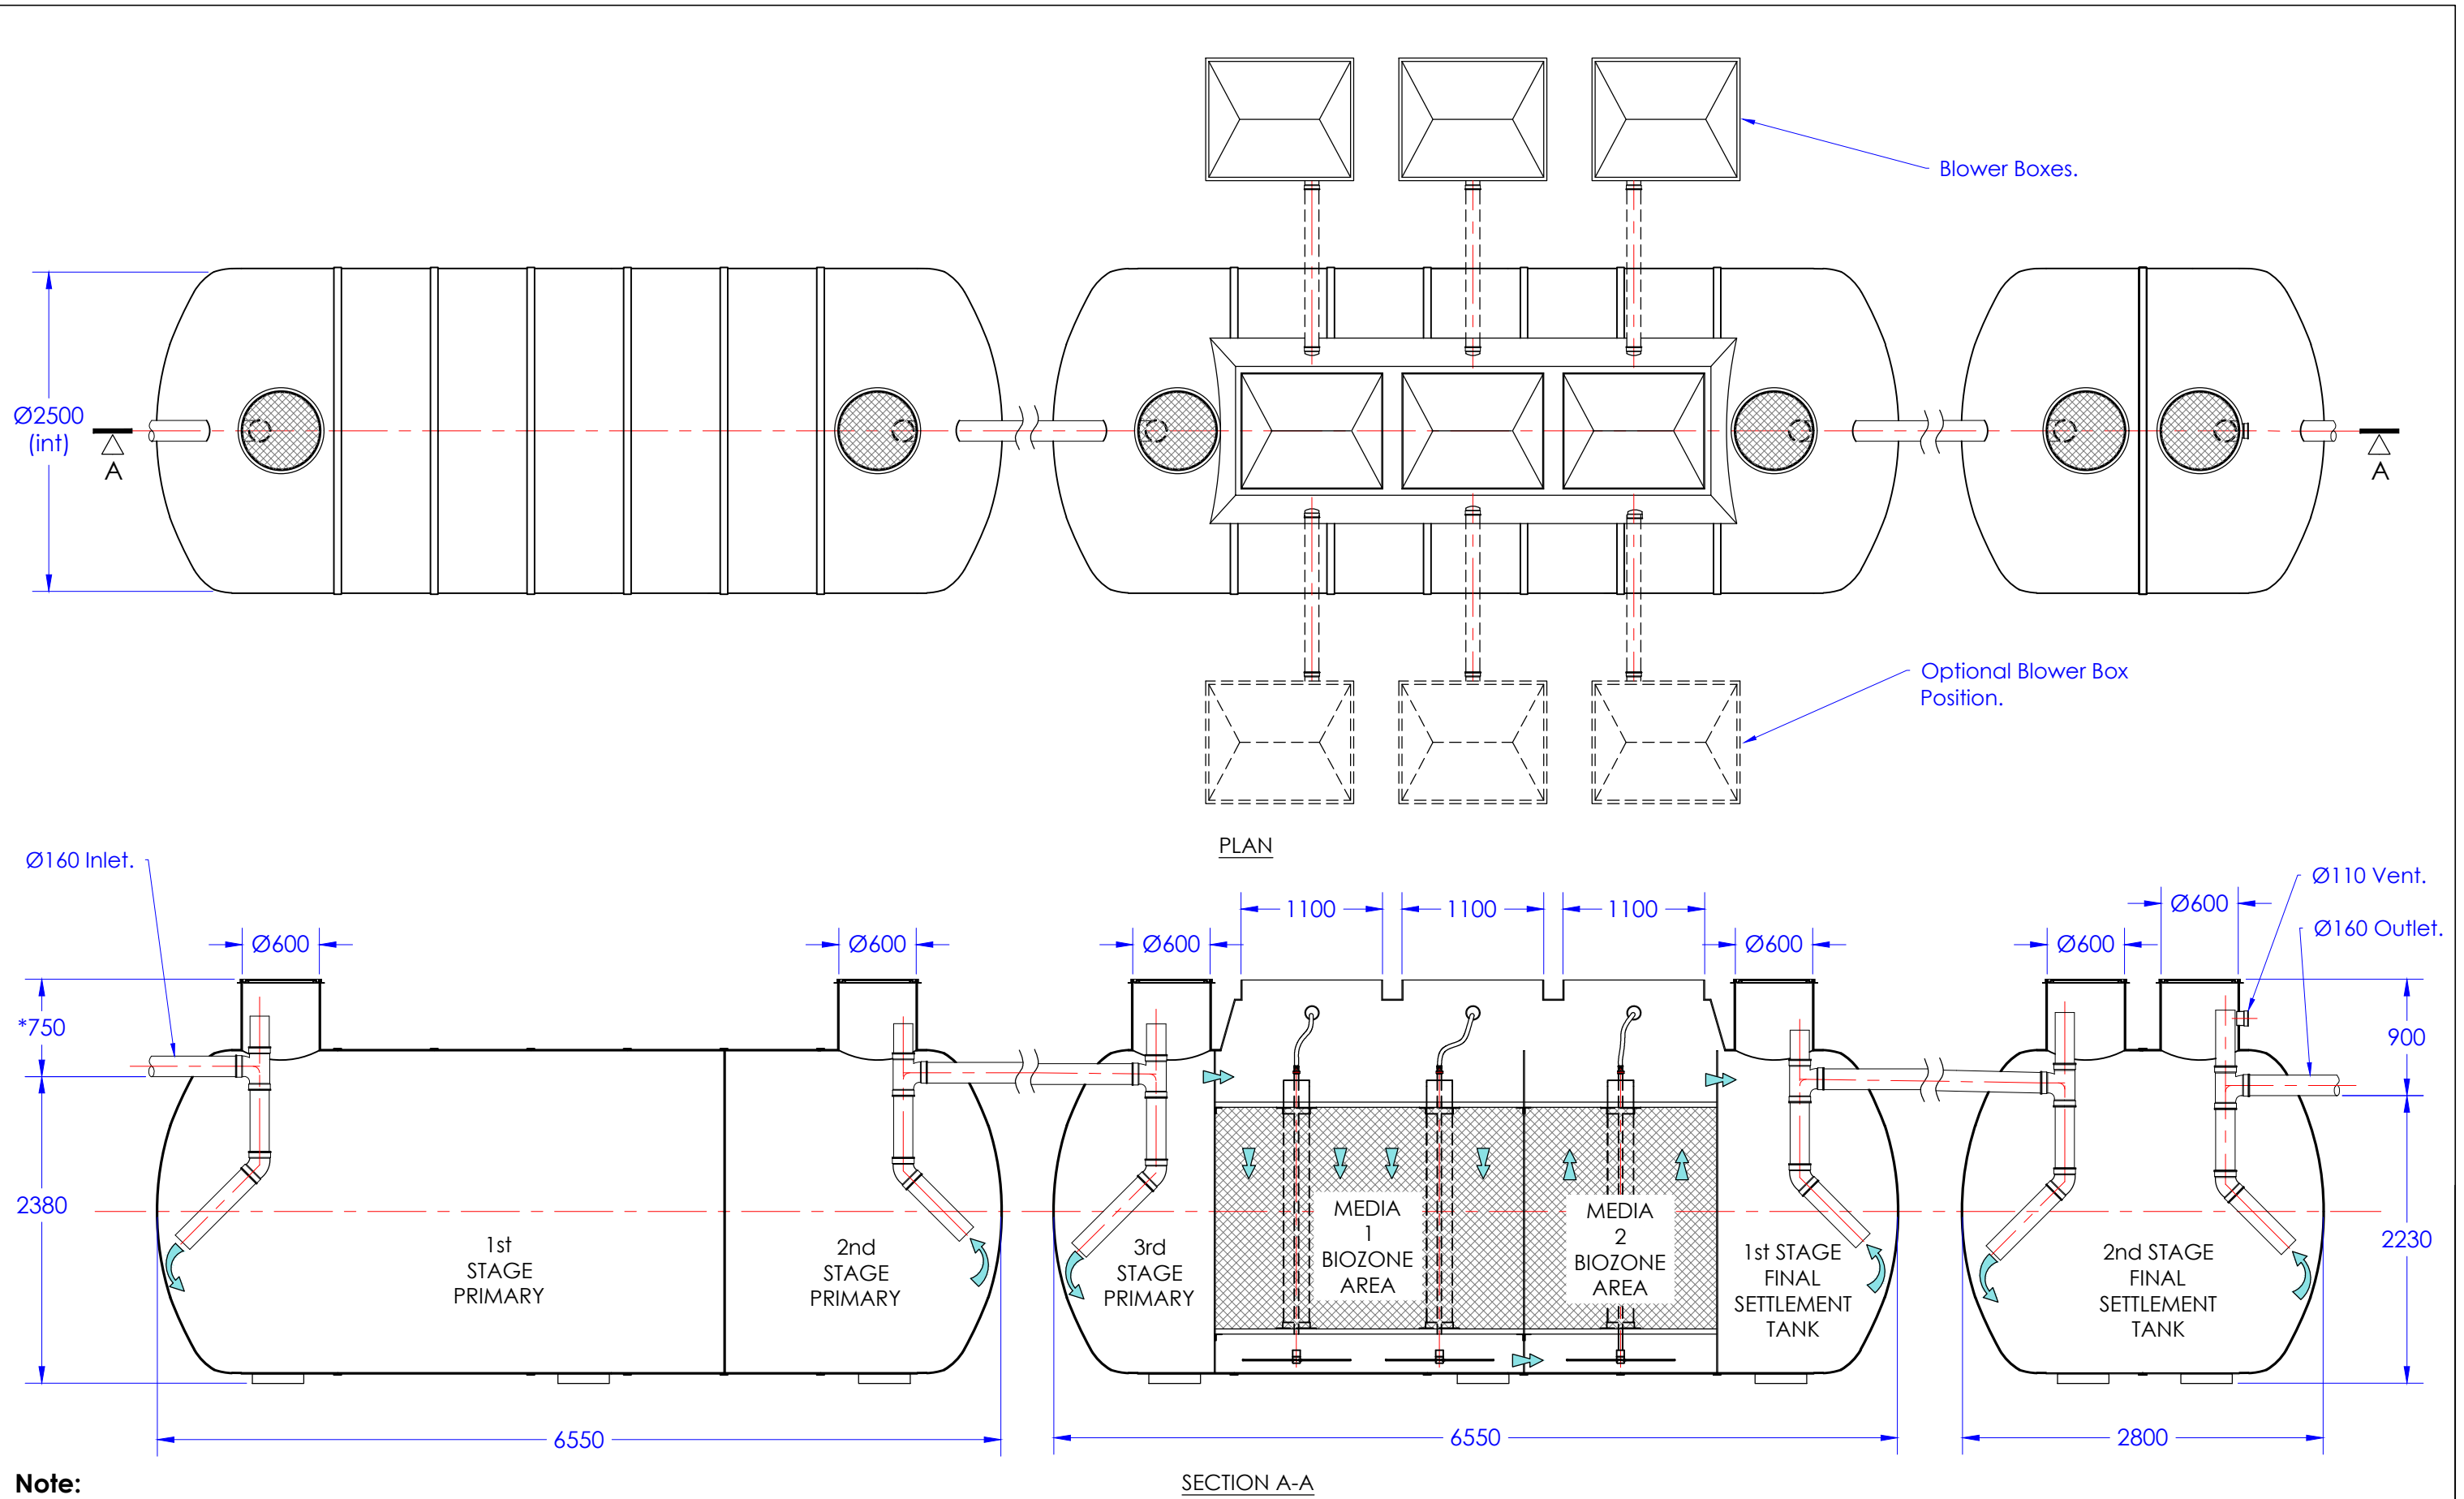 Blower Boxes.
Ø2500
(int)
A
A
Optional Blower Box
Position.
PLAN
Ø160 Inlet.
Ø110 Vent.
1100
1100
1100
Ø600
Ø160 Outlet.
Ø600
Ø600
Ø600
Ø600
Ø600
*750
900
2380
MEDIA
1
BIOZONE
AREA
MEDIA
2
BIOZONE
AREA
2230
1st
STAGE
PRIMARY
2nd
STAGE
PRIMARY
3rd
STAGE
PRIMARY
1st STAGE
FINAL
SETTLEMENT
TANK
2nd STAGE
FINAL
SETTLEMENT
TANK
6550
6550
2800
Note:
SECTION A-A